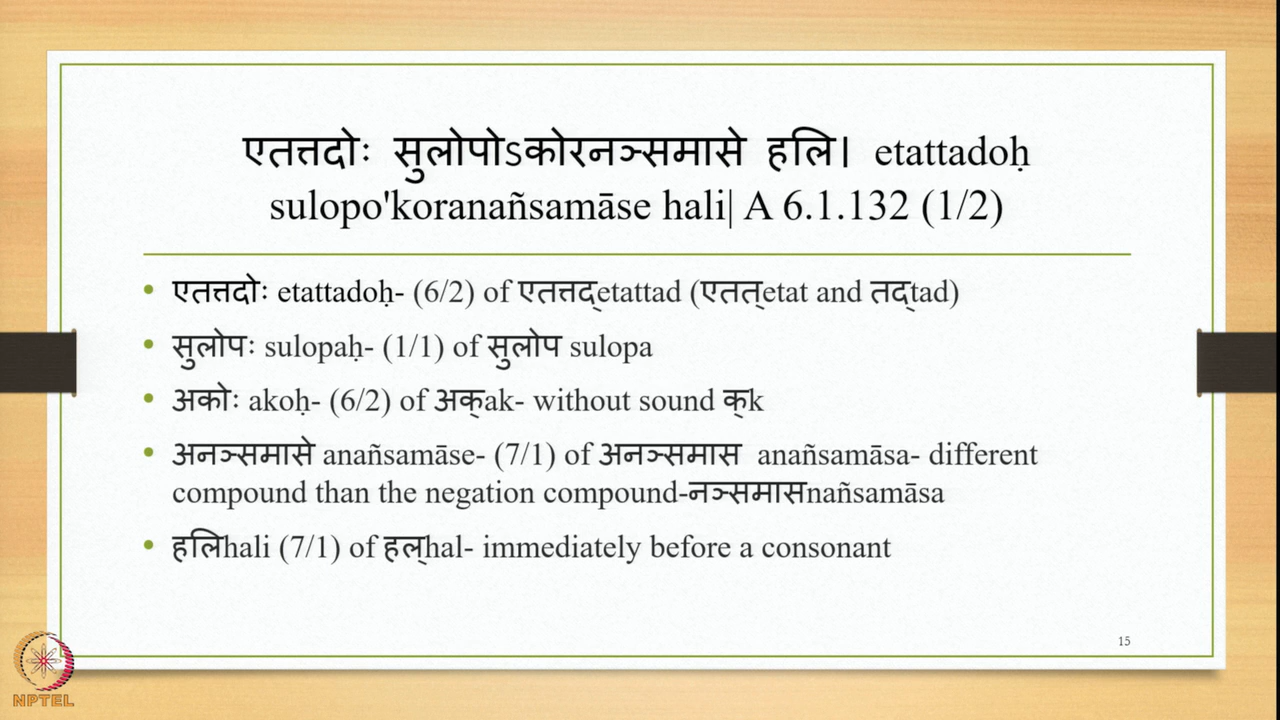 एतत्तदोः सुलोपोऽकोरनञ्समासे हलि। etattadoḥ
sulopo'koranañsamāse hali| A 6.1.132 (1/2)
• एतत्तदोः etattadoḥ- (6/2) of एतत्तद्etattad (एतत्etat and तद्tad)
• सुलोपः sulopaḥ- (1/1) of सुलोप sulopa
• अकोः akoḥ- (6/2) of अक्ak- without sound क्k
• अनञ्समासे anañsamāse- (7/1) of अनञ्समास anañsamāsa- different
compound than the negation compound-नञ्समासnañsamāsa
• हलिhali (7/1) of हल्hal- immediately before a consonant
15
NPTEL